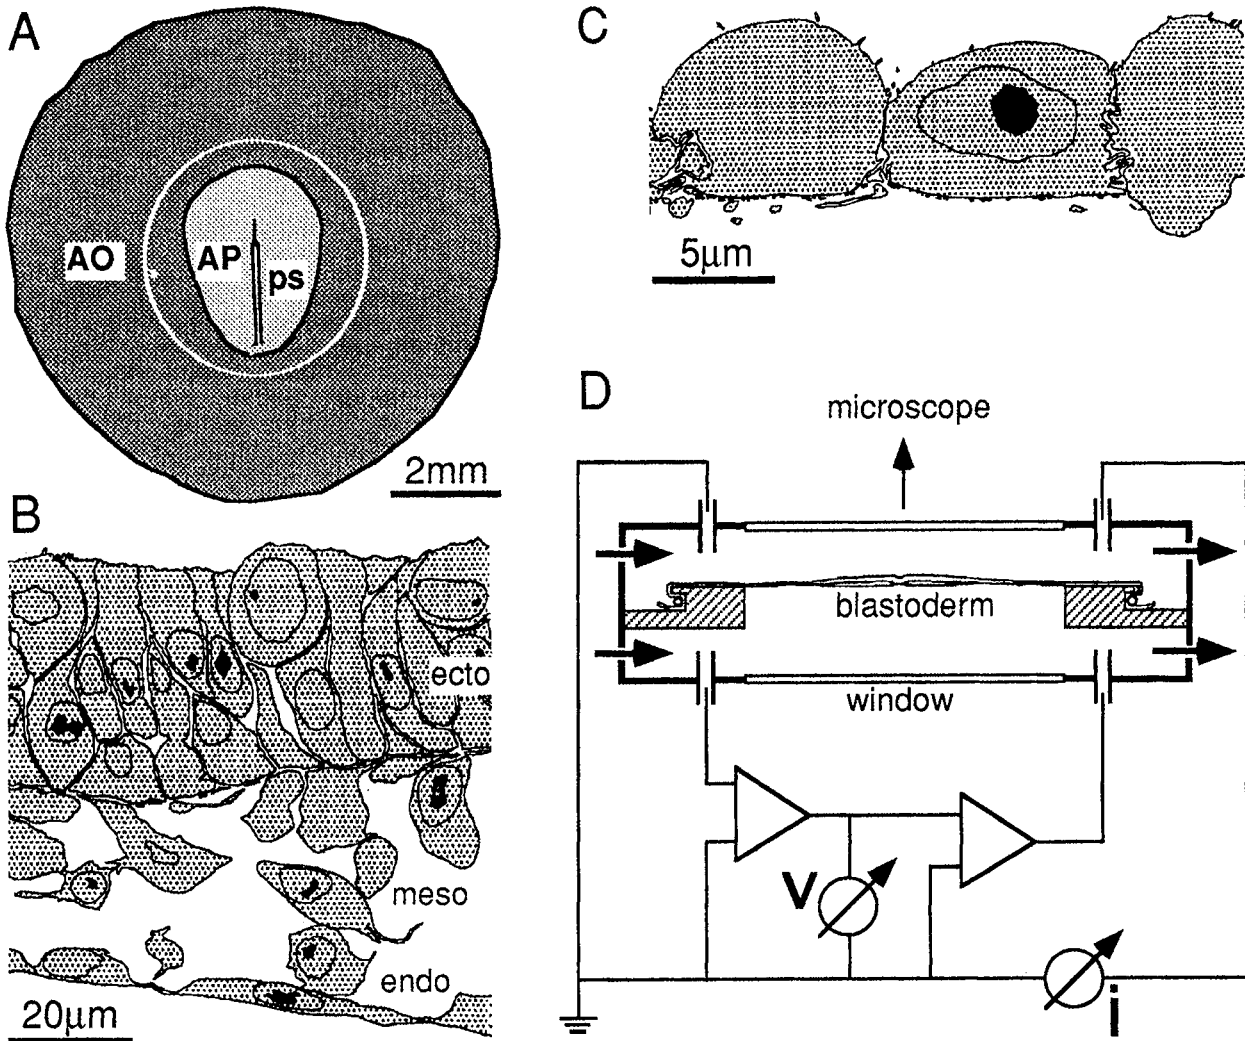 A
AO
AP
ps
2mm
B
ecto
meso
endo
20µm
C
5µm
D
microscope
blastoderm
window
V
i